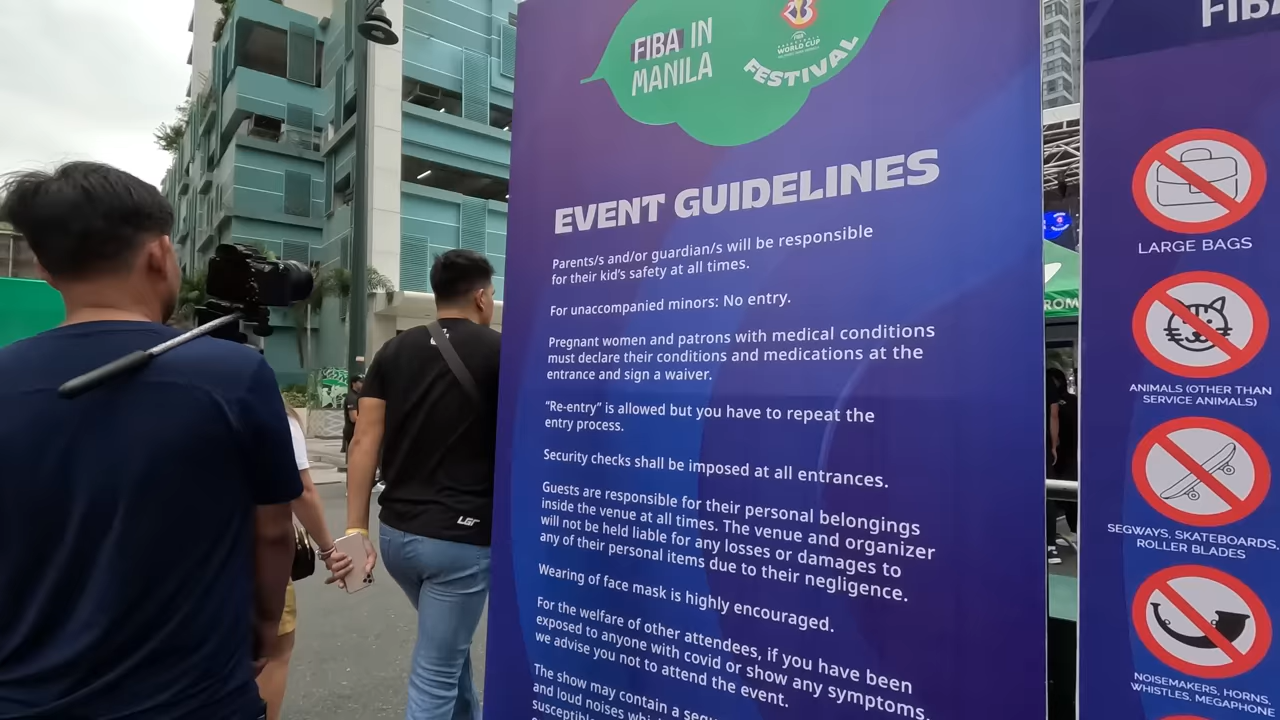 FIBA IN
MANILA
FIBA
WORLD CUP
FESTIVAL
EVENT GUIDELINES
Parents/s and/or guardian/s will be responsible
for their kid's safety at all times.
For unaccompanied minors: No entry.
Pregnant women and patrons with medical conditions
must declare their conditions and medications at the
entrance and sign a waiver.
"Re-entry" is allowed but you have to repeat the
entry process.
Security checks shall be imposed at all entrances.
Guests are responsible for their personal belongings
inside the venue at all times. The venue and organizer
will not be held liable for any losses or damages to
any of their personal items due to their negligence.
Wearing of face mask is highly encouraged.
For the welfare of other attendees, if you have been
exposed to anyone with covid or show any symptoms,
we advise you not to attend the event.
The show may contain a
and loud noises
LGR
LARGE BAGS
ANIMALS (OTHER THAN
SERVICE ANIMALS)
SEGWAYS, SKATEBOARDS,
ROLLER BLADES
NOISEMAKERS, HORNS,
WHISTLES, MEGAPHONE